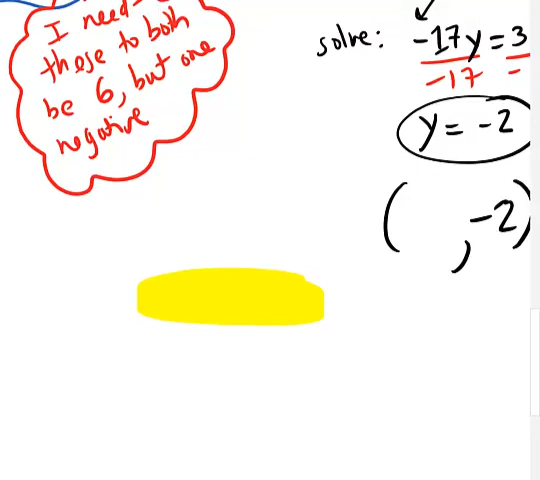 I need
these to both
be 6, but one
negative
solve: -17y = 3
-17 -
y = -2
( , -2)